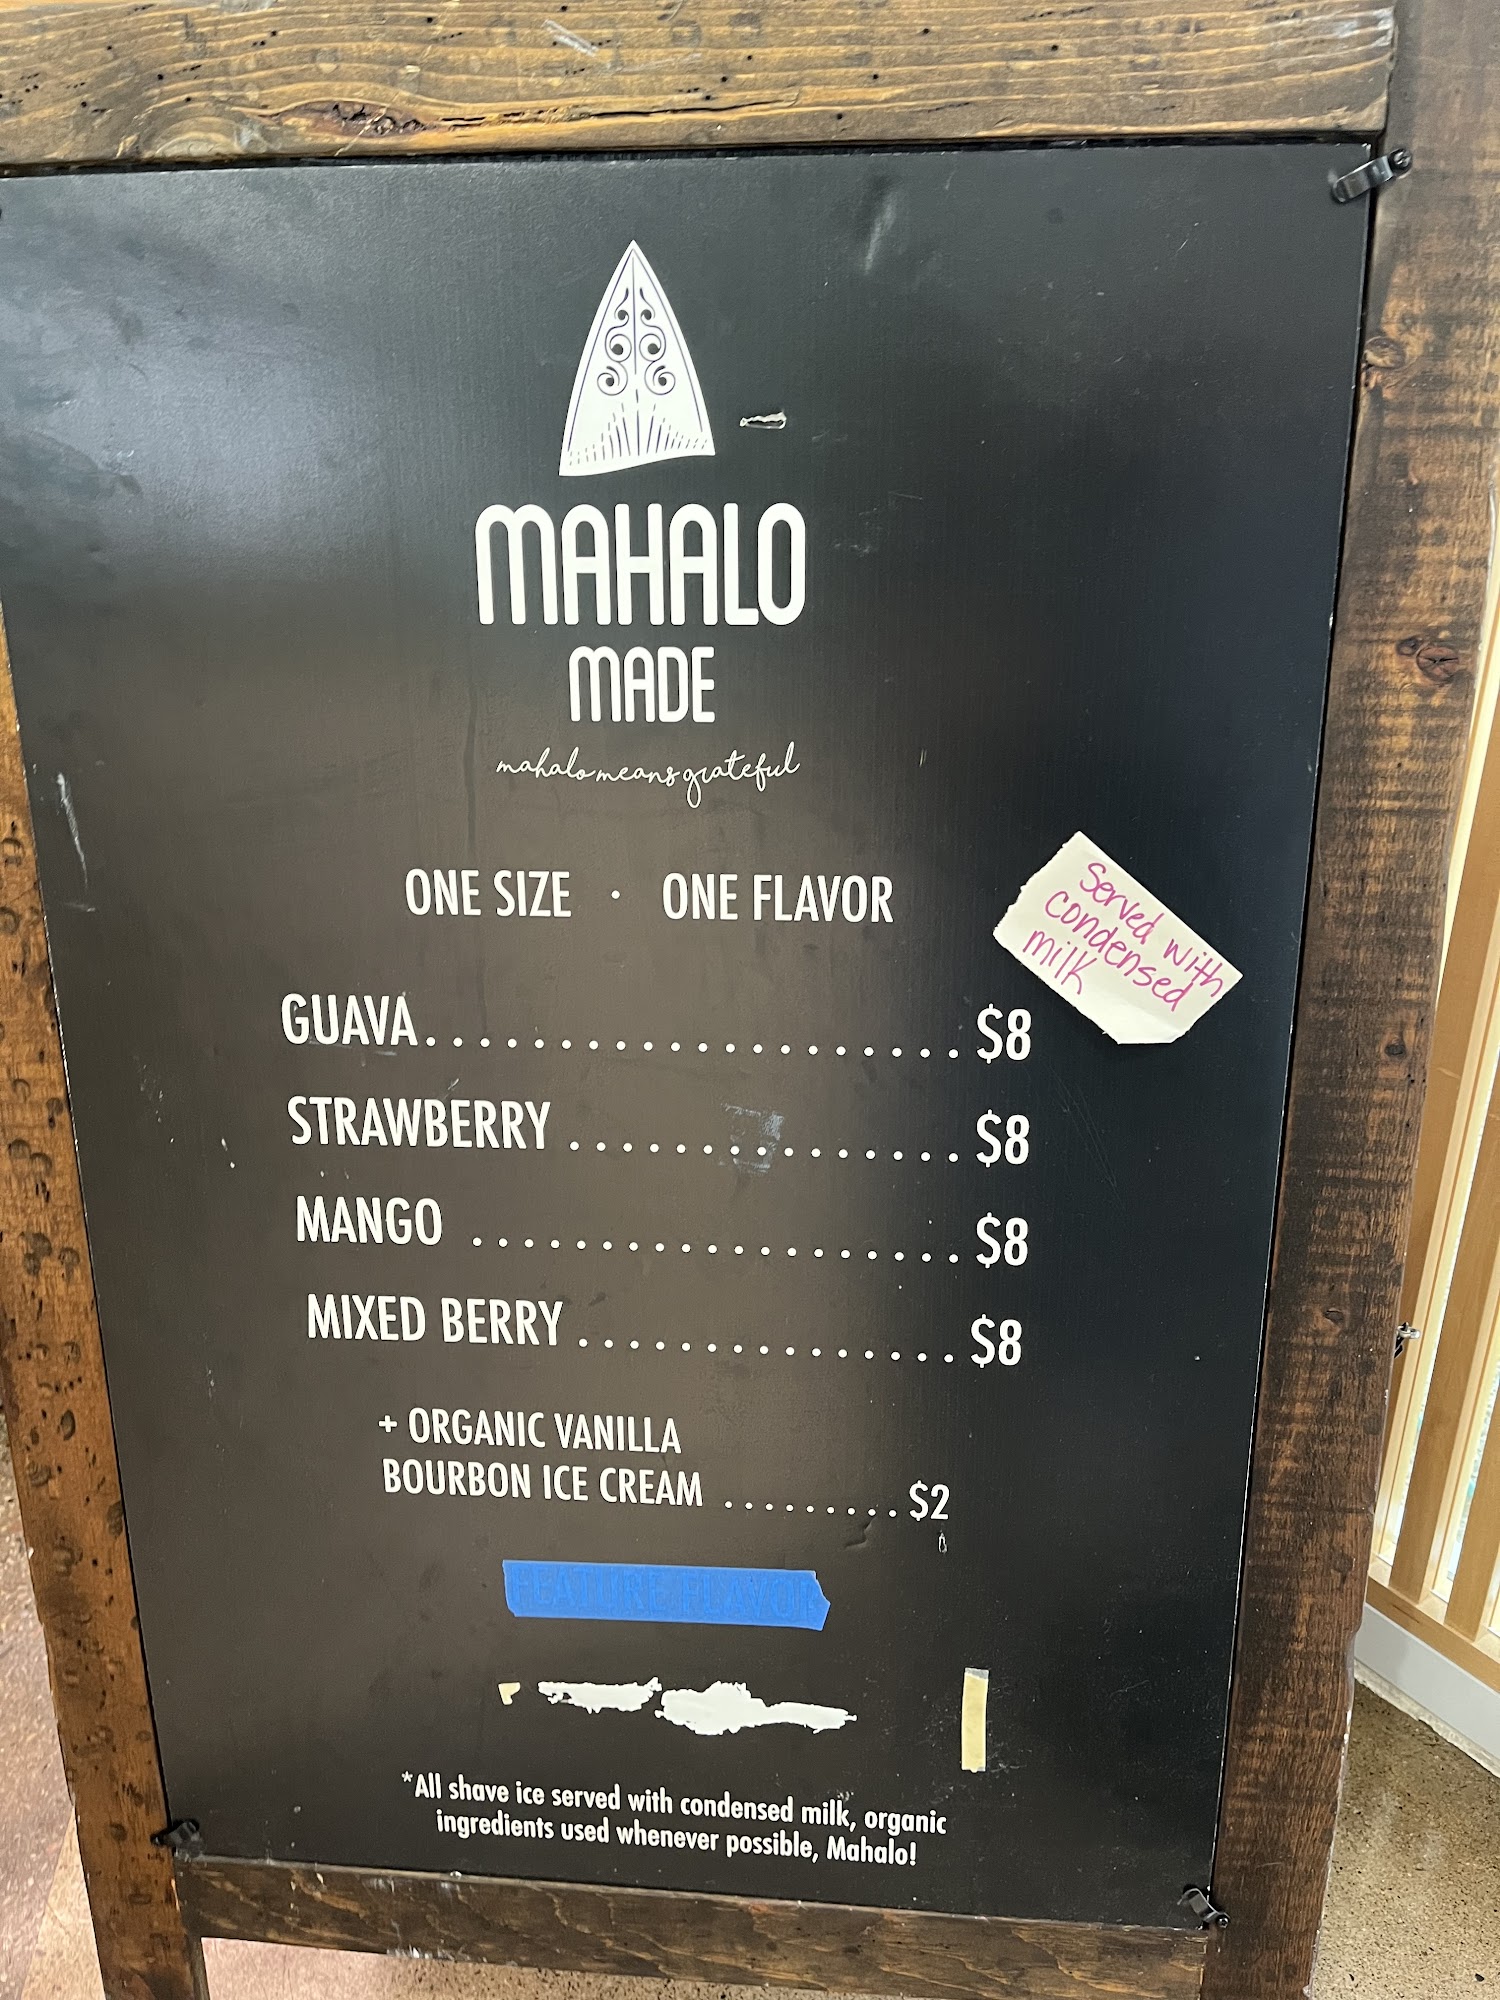 MAHALO
MADE
mahalo means grateful
ONE SIZE · ONE FLAVOR
Served with
condensed
milk
GUAVA.................... $8
STRAWBERRY ............... $8
MANGO ................... $8
MIXED BERRY ............... $8
+ ORGANIC VANILLA
BOURBON ICE CREAM ......... $2
FEATURE FLAVOR
*All shave ice served with condensed milk, organic
ingredients used whenever possible, Mahalo!